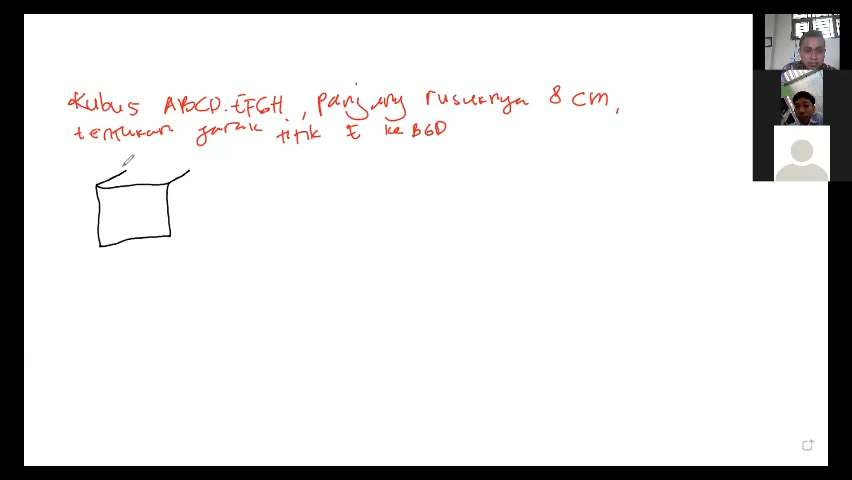 Kubus ABCD.EFGH, panjang rusuknya 8 cm,
tentukan jarak titik E ke BGD